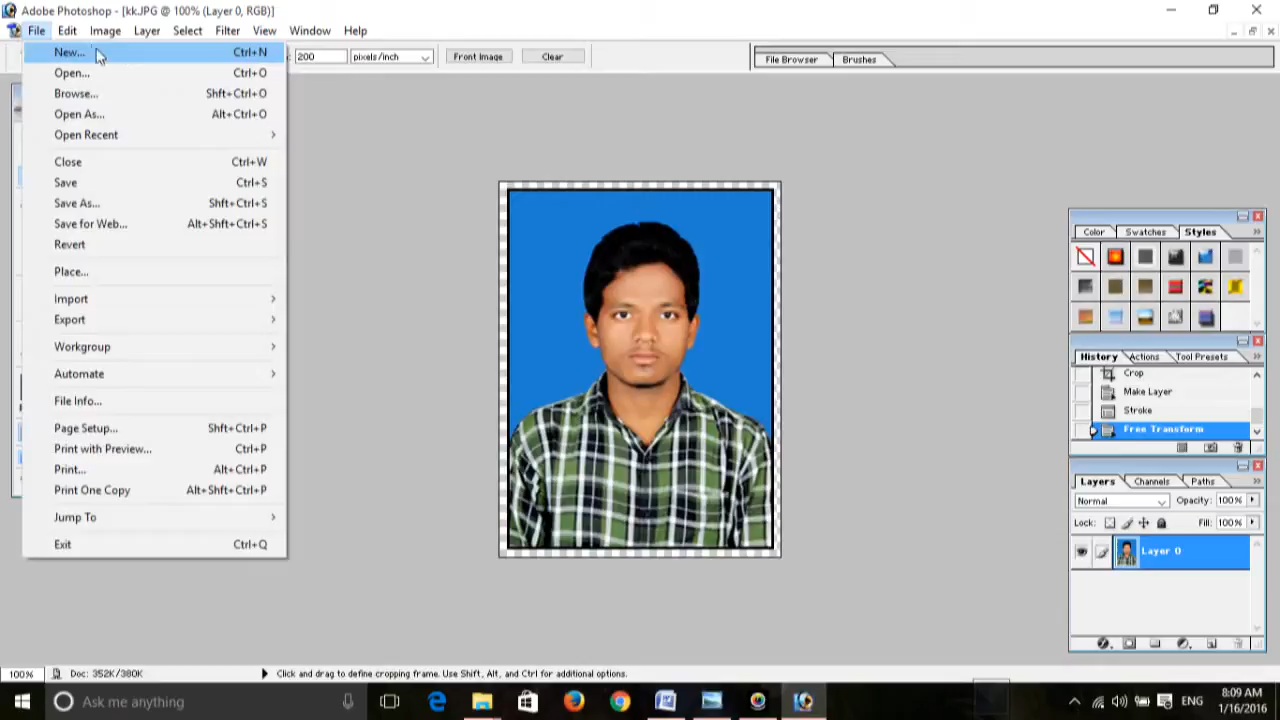 Adobe Photoshop - [kk.JPG @ 100% (Layer 0, RGB)]
File Edit Image Layer Select Filter View Window Help
200 pixels/inch Front Image Clear File Browser Brushes
New... Ctrl+N
Open... Ctrl+O
Browse... Shft+Ctrl+O
Open As... Alt+Ctrl+O
Open Recent
Close Ctrl+W
Save Ctrl+S
Save As... Shft+Ctrl+S
Save for Web... Alt+Shft+Ctrl+S
Revert
Place...
Import
Export
Workgroup
Automate
File Info...
Page Setup... Shft+Ctrl+P
Print with Preview... Ctrl+P
Print... Alt+Ctrl+P
Print One Copy Alt+Shft+Ctrl+P
Jump To
Exit Ctrl+Q
Color Swatches Styles
History Actions Tool Presets
Crop
Make Layer
Stroke
Free Transform
Layers Channels Paths
Normal Opacity: 100%
Lock: Fill: 100%
Layer 0
100% Doc: 352K/380K Click and drag to define cropping frame. Use Shift, Alt, and Ctrl for additional options.
Ask me anything
ENG
8:09 AM
1/16/2016